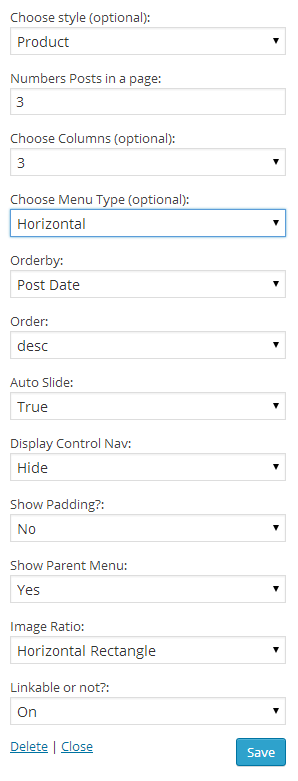 Choose style (optional):
Product
Numbers Posts in a page:
3
Choose Columns (optional):
3
Choose Menu Type (optional):
Horizontal
Orderby:
Post Date
Order:
desc
Auto Slide:
True
Display Control Nav:
Hide
Show Padding?:
No
Show Parent Menu:
Yes
Image Ratio:
Horizontal Rectangle
Linkable or not?:
On
Delete | Close Save